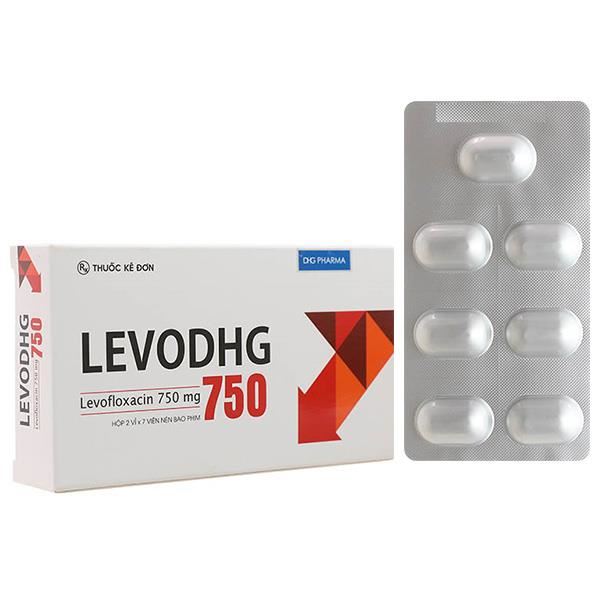 Rx THUỐC KÊ ĐƠN
DHG PHARMA
LEVODHG
Levofloxacin 750 mg 750
HỘP 2 VỈ x 7 VIÊN NÉN BAO PHIM
LEVODHG 750
Levofloxacin 750 mg